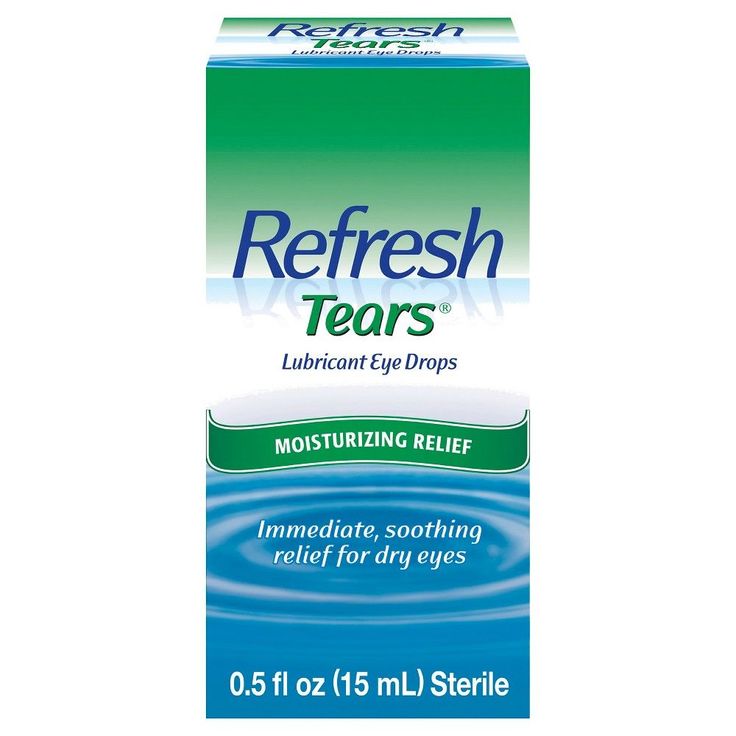 Refresh
Tears®
Lubricant Eye Drops
Refresh
Tears®
Lubricant Eye Drops
MOISTURIZING RELIEF
Immediate, soothing
relief for dry eyes
0.5 fl oz (15 mL) Sterile